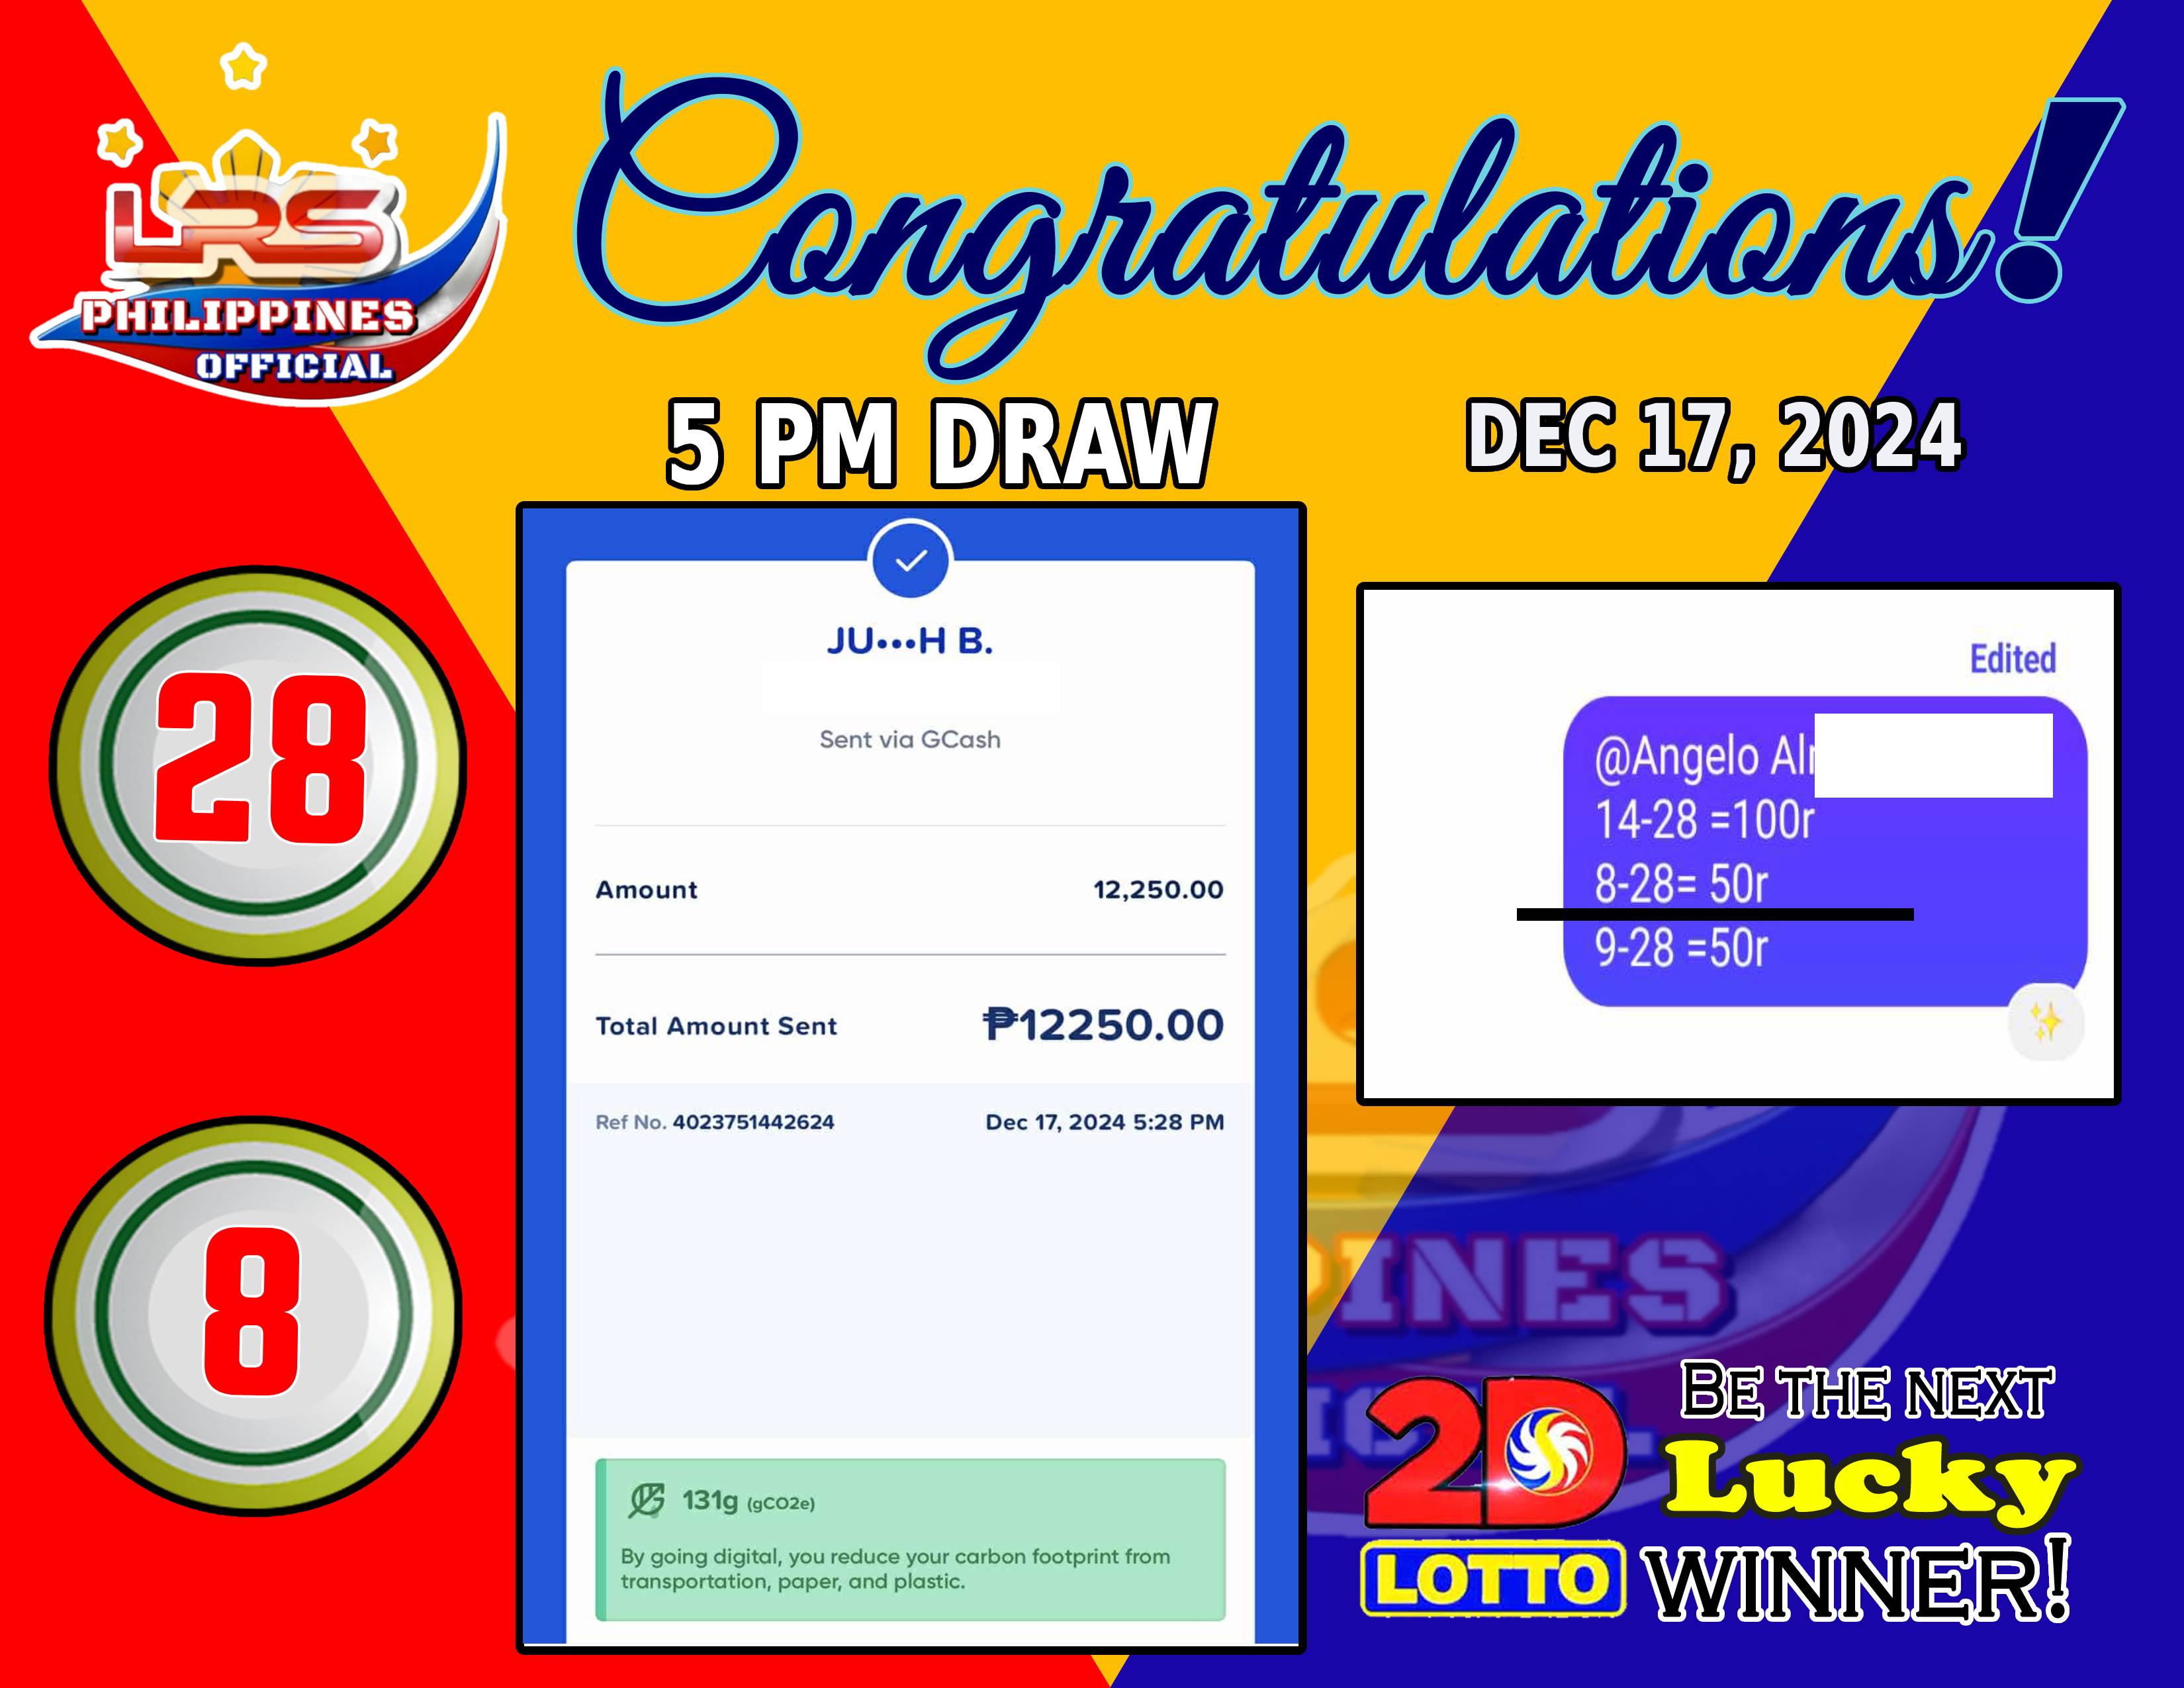 LRS
PHILIPPINES
OFFICIAL
Congratulations!
5 PM DRAW
DEC 17, 2024
28
8
JU•••H B.
Sent via GCash
Amount 12,250.00
Total Amount Sent ₱12250.00
Ref No. 4023751442624 Dec 17, 2024 5:28 PM
131g (gCO2e)
By going digital, you reduce your carbon footprint from
transportation, paper, and plastic.
Edited
@Angelo Al
14-28 =100r
8-28= 50r
9-28 =50r
PINES
2D
LOTTO
BE THE NEXT
Lucky
WINNER!